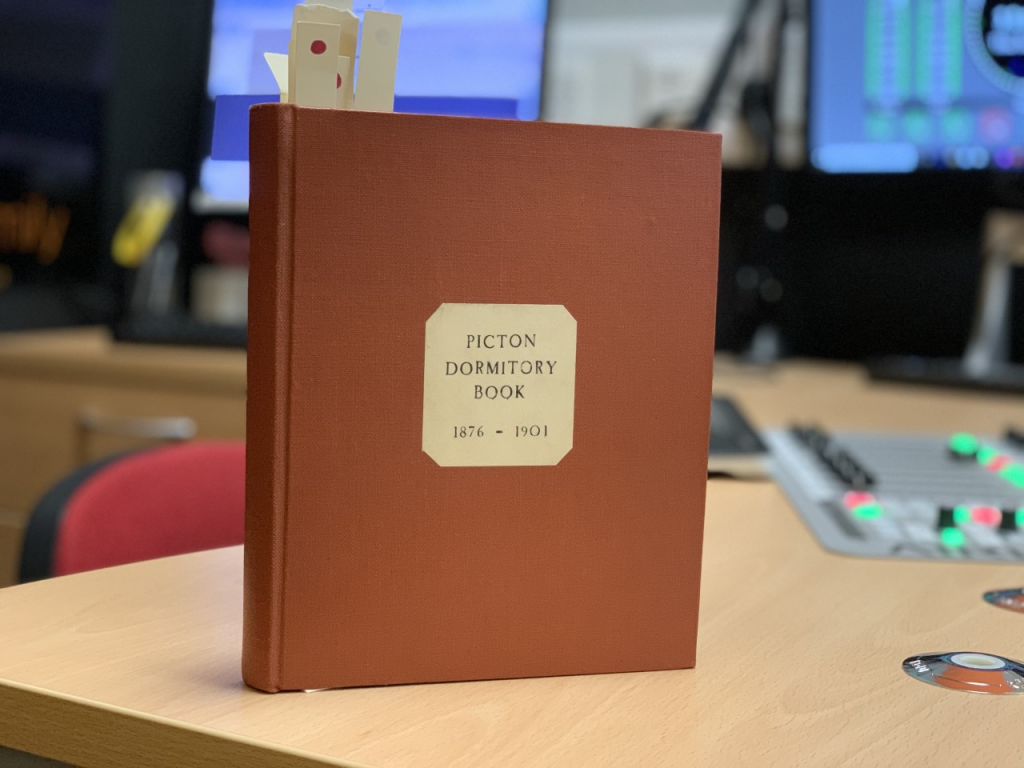 PICTON
DORMITORY
BOOK
1876 - 1901